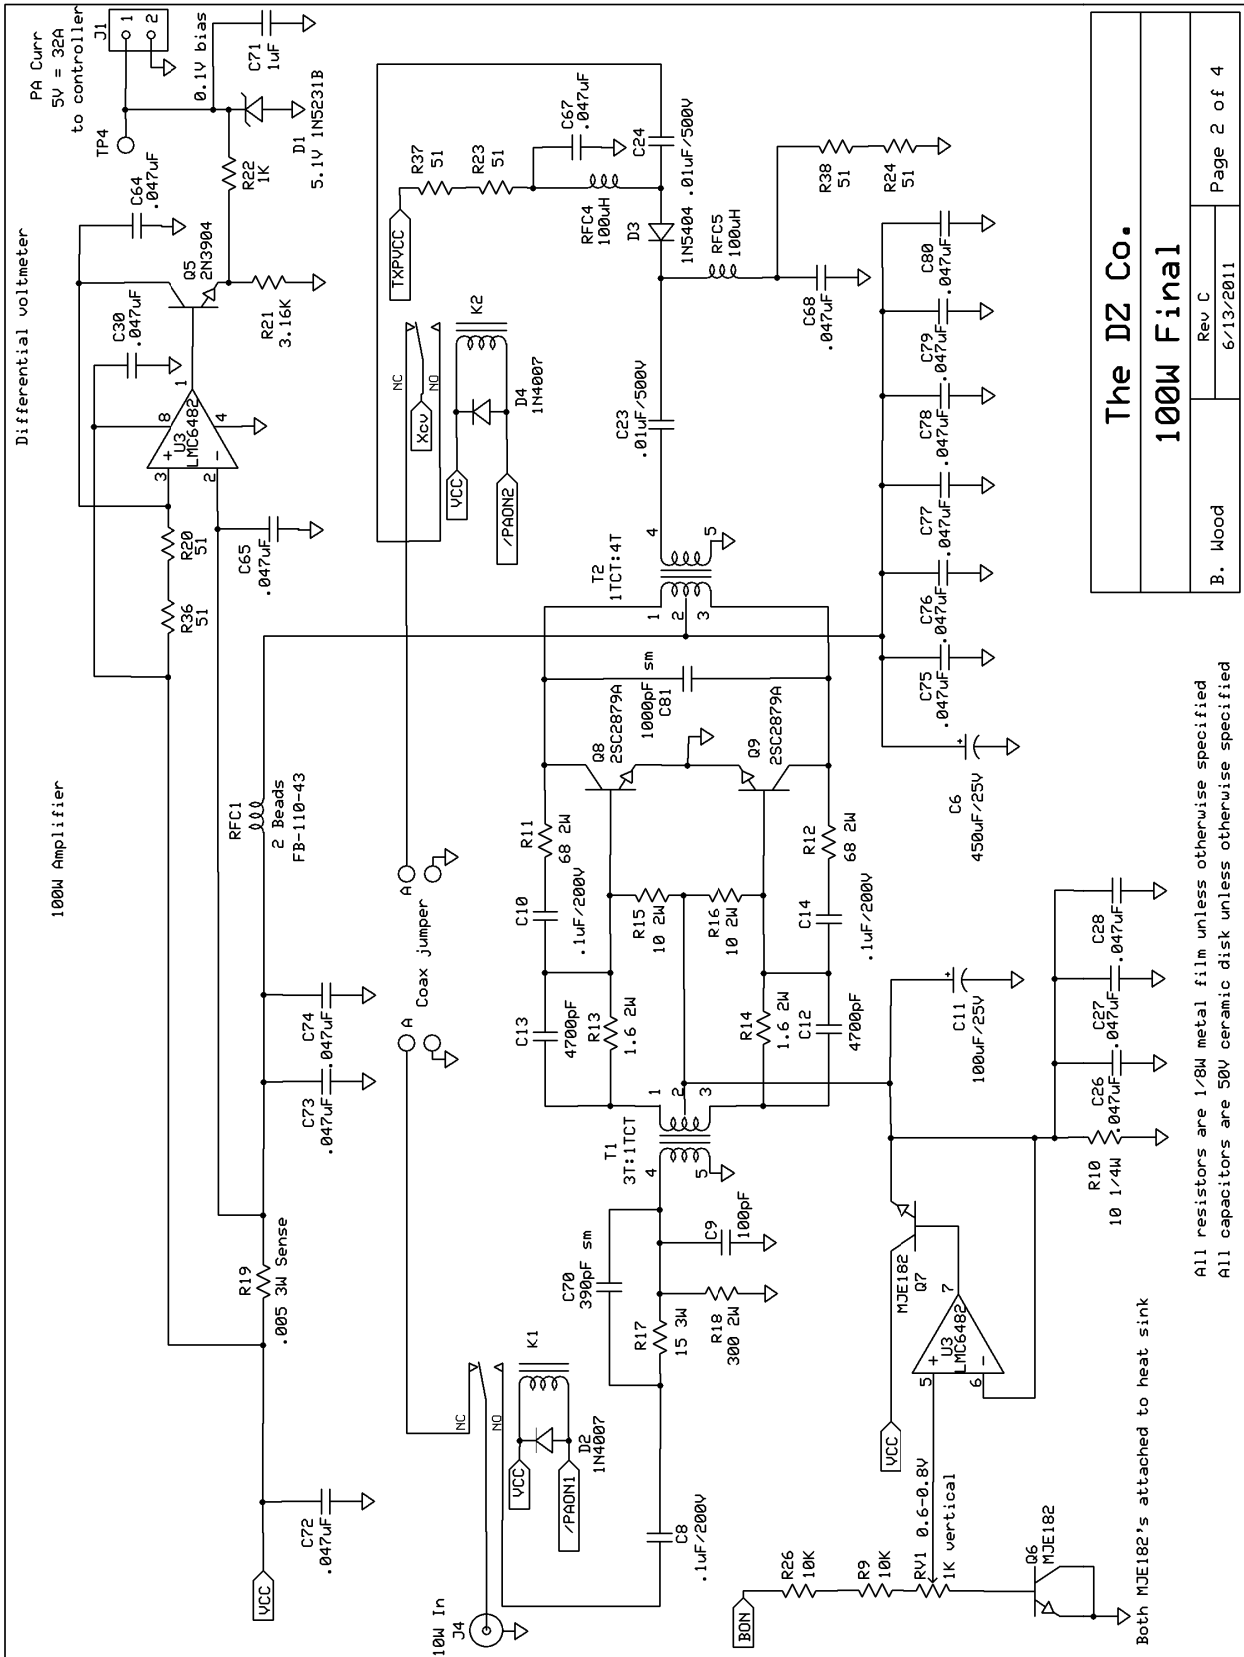 100W Amplifier
Differential voltmeter
PA Curr
5V = 32A
to controller
J1
1
2
TP4
0.1V bias
C71
1uF
D1
5.1V 1N5231B
R22
1K
C64
.047uF
Q5
2N3904
R21
3.16K
C30
.047uF
U3
LMC6482
3
+
2
-
8
1
4
R20
51
R36
51
C65
.047uF
RFC1
2 Beads
FB-110-43
C74
.047uF
C73
.047uF
R19
.005 3W Sense
C72
.047uF
VCC
10W In
J4
NC
NO
K1
VCC
D2
1N4007
/PAON1
A
A
Coax jumper
NC
NO
Xcv
K2
VCC
D4
1N4007
/PAON2
TXPVCC
R37
51
R23
51
C67
.047uF
RFC4
100uH
C24
.01uF/500V
D3
1N5404
RFC5
100uH
C68
.047uF
R38
51
R24
51
C23
.01uF/500V
T2
1TCT:4T
1
2
3
4
5
1000pF sm
C81
Q8
2SC2879A
Q9
2SC2879A
R11
68 2W
C10
.1uF/200V
R15
10 2W
R16
10 2W
R12
68 2W
C14
.1uF/200V
C13
4700pF
R13
1.6 2W
R14
1.6 2W
C12
4700pF
T1
3T:1TCT
1
2
3
4
5
C70
390pF sm
R17
15 3W
C9
100pF
R18
300 2W
C8
.1uF/200V
C6
450uF/25V
+
C75
.047uF
C76
.047uF
C77
.047uF
C78
.047uF
C79
.047uF
C80
.047uF
C11
100uF/25V
+
R10
10 1/4W
C26
.047uF
C27
.047uF
C28
.047uF
MJE182
Q7
VCC
U3
LMC6482
5
+
6
-
7
BON
R26
10K
R9
10K
RV1 0.6-0.8V
1K vertical
Q6
MJE182
Both MJE182's attached to heat sink
All resistors are 1/8W metal film unless otherwise specified
All capacitors are 50V ceramic disk unless otherwise specified
The DZ Co.
100W Final
B. Wood
Rev C
6/13/2011
Page 2 of 4